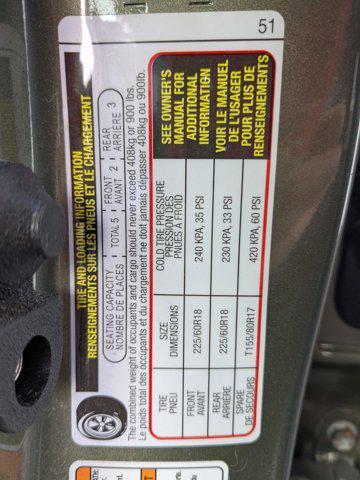 51
TIRE AND LOADING INFORMATION
RENSEIGNEMENTS SUR LES PNEUS ET LE CHARGEMENT
SEATING CAPACITY TOTAL 5 FRONT 2 REAR 3
NOMBRE DE PLACES AVANT ARRIÈRE
The combined weight of occupants and cargo should never exceed 408kg or 900 lbs.
Le poids total des occupants et du chargement ne doit jamais dépasser 408kg ou 900lb.
TIRE
PNEU
SIZE
DIMENSIONS
COLD TIRE PRESSURE
PRESSION DES
PNUES A FROID
FRONT
AVANT
225/60R18
240 KPA, 35 PSI
REAR
ARRIÈRE
225/60R18
230 KPA, 33 PSI
SPARE
DE SECOURS
T155/80R17
420 KPA, 60 PSI
SEE OWNER'S
MANUAL FOR
ADDITIONAL
INFORMATION
VOIR LE MANUEL
DE L'USAGER
POUR PLUS DE
RENSEIGNEMENTS